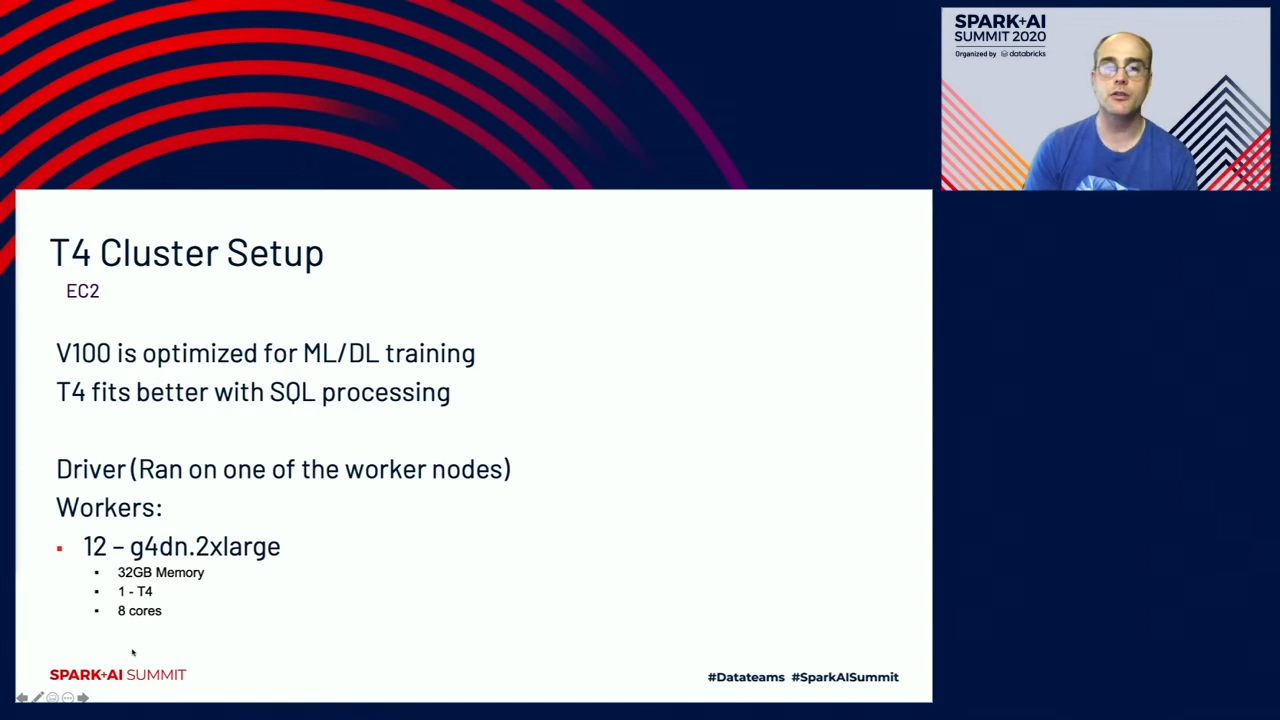 SPARK+AI
SUMMIT 2020
Organized by databricks
T4 Cluster Setup
EC2
V100 is optimized for ML/DL training
T4 fits better with SQL processing
Driver (Ran on one of the worker nodes)
Workers:
▪ 12 – g4dn.2xlarge
▪ 32GB Memory
▪ 1 - T4
▪ 8 cores
SPARK+AI SUMMIT
#Datateams #SparkAISummit